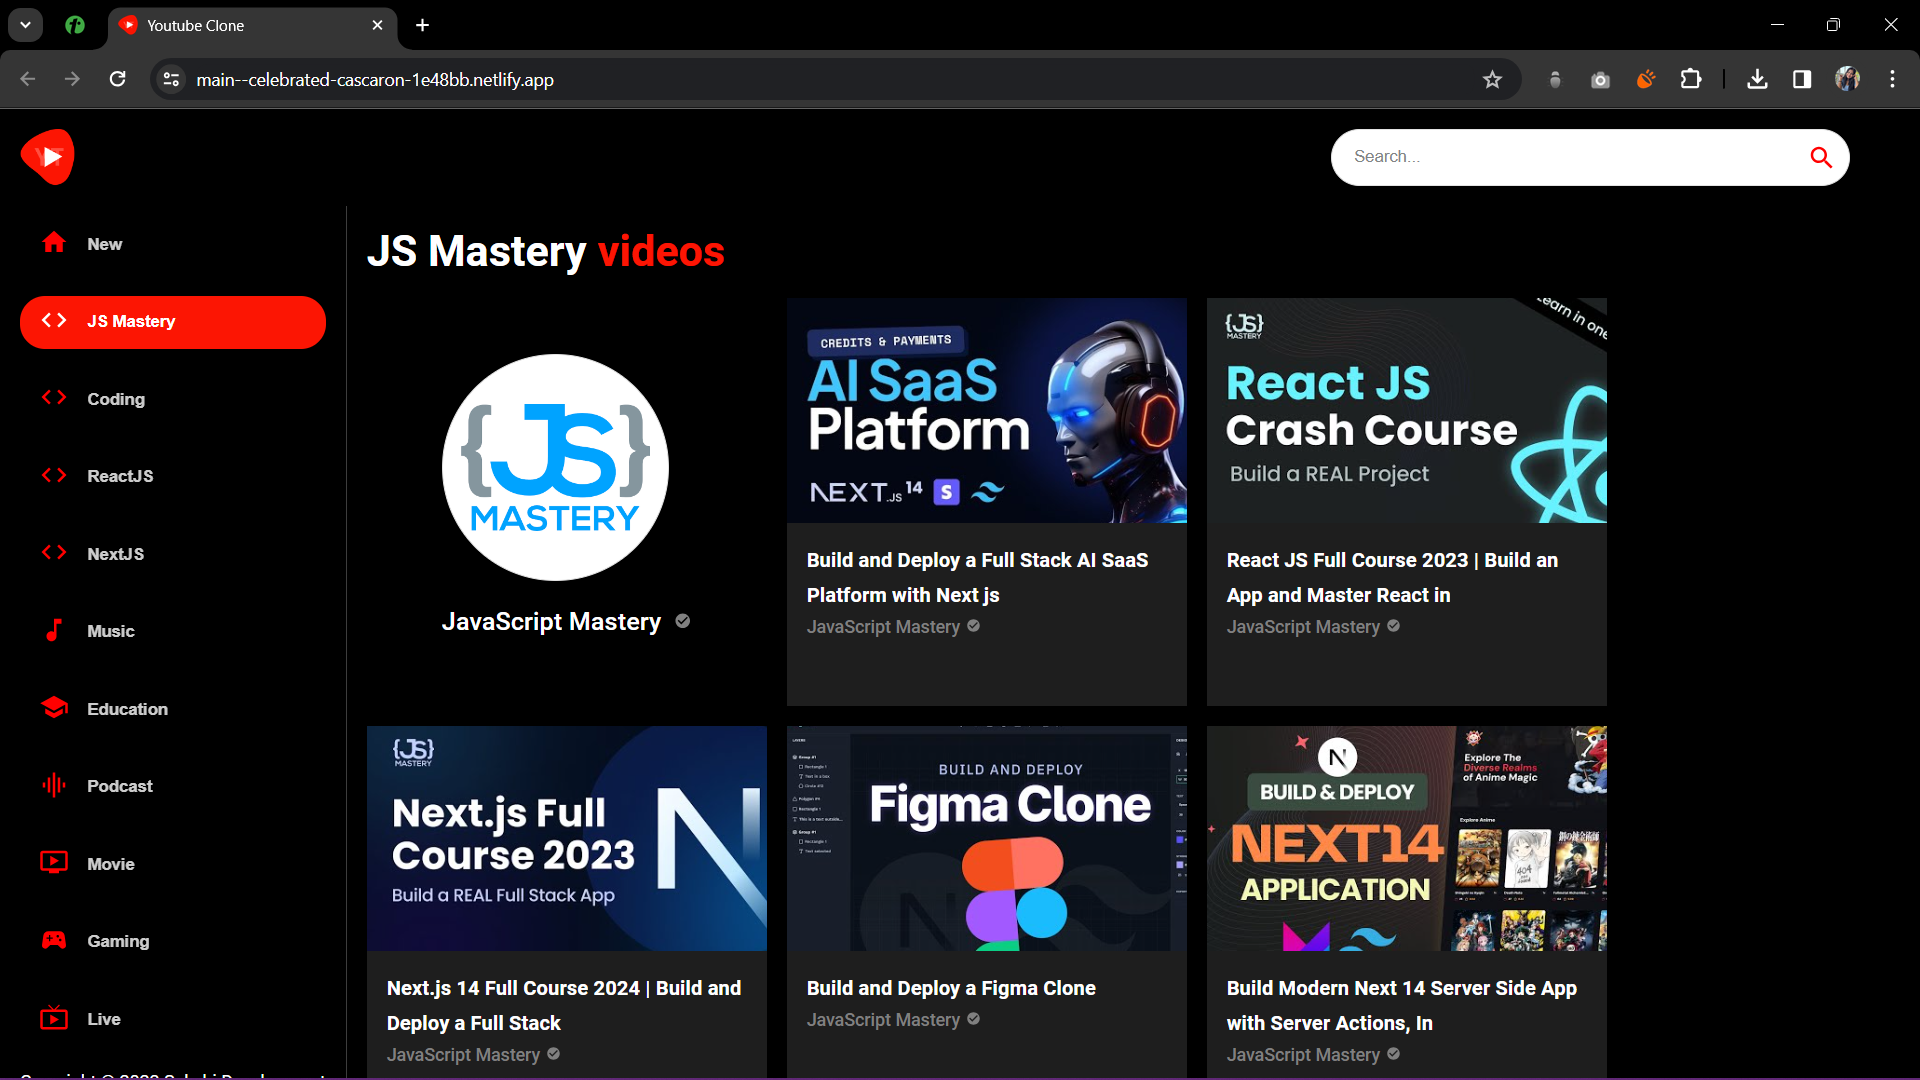 Youtube Clone
main--celebrated-cascaron-1e48bb.netlify.app
YT
Search...
New
JS Mastery
Coding
ReactJS
NextJS
Music
Education
Podcast
Movie
Gaming
Live
JS Mastery videos
{JS}
MASTERY
JavaScript Mastery
CREDITS & PAYMENTS
AI SaaS
Platform
NEXT.JS 14 S
Build and Deploy a Full Stack AI SaaS
Platform with Next js
JavaScript Mastery
{JS}
MASTERY
Learn in one
React JS
Crash Course
Build a REAL Project
React JS Full Course 2023 | Build an
App and Master React in
JavaScript Mastery
{JS}
MASTERY
Next.js Full
Course 2023
Build a REAL Full Stack App
N
Next.js 14 Full Course 2024 | Build and
Deploy a Full Stack
JavaScript Mastery
BUILD AND DEPLOY
Figma Clone
Build and Deploy a Figma Clone
JavaScript Mastery
N
BUILD & DEPLOY
NEXT14
APPLICATION
Explore The
Diverse Realms
of Anime Magic
Explore Anime
Build Modern Next 14 Server Side App
with Server Actions, In
JavaScript Mastery